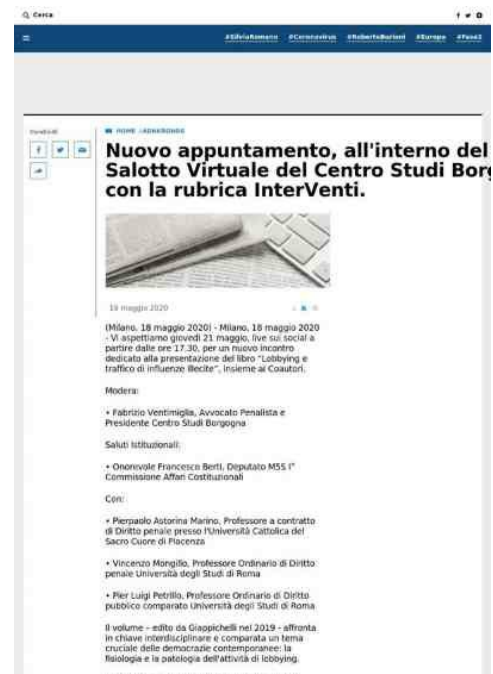 Cerca
#SilviaRomano #Coronavirus #RobertoBurioni #Europa #Fase2
Condividi
HOME / ADNKRONOS
Nuovo appuntamento, all'interno del
Salotto Virtuale del Centro Studi Borg
con la rubrica InterVenti.
18 maggio 2020
(Milano, 18 maggio 2020) - Milano, 18 maggio 2020
- Vi aspettiamo giovedì 21 maggio, live sui social a
partire dalle ore 17.30, per un nuovo incontro
dedicato alla presentazione del libro "Lobbying e
traffico di influenze illecite", insieme ai Coautori.
Modera:
• Fabrizio Ventimiglia, Avvocato Penalista e
Presidente Centro Studi Borgogna
Saluti Istituzionali:
• Onorevole Francesco Berti, Deputato M5S I°
Commissione Affari Costituzionali
Con:
• Pierpaolo Astorina Marino, Professore a contratto
di Diritto penale presso l'Università Cattolica del
Sacro Cuore di Piacenza
• Vincenzo Mongillo, Professore Ordinario di Diritto
penale Università degli Studi di Roma
• Pier Luigi Petrillo, Professore Ordinario di Diritto
pubblico comparato Università degli Studi di Roma
Il volume – edito da Giappichelli nel 2019 - affronta
in chiave interdisciplinare e comparata un tema
cruciale delle democrazie contemporanee: la
fisiologia e la patologia dell'attività di lobbying.